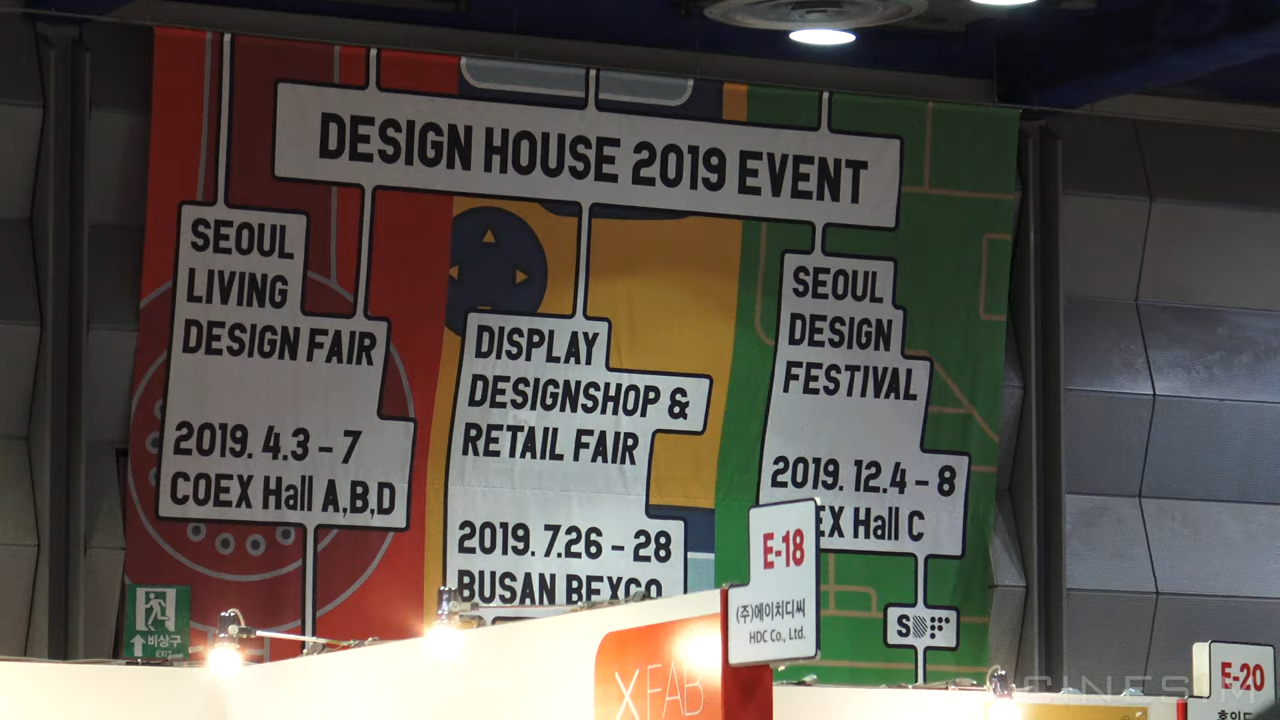 DESIGN HOUSE 2019 EVENT
SEOUL
LIVING
DESIGN FAIR
2019. 4.3 – 7
COEX Hall A,B,D
DISPLAY
DESIGNSHOP &
RETAIL FAIR
2019. 7.26 – 28
BUSAN BEXCO
SEOUL
DESIGN
FESTIVAL
2019. 12.4 – 8
EX Hall C
SDF
E-18
(주)에이치디씨
HDC Co., Ltd.
비상구
EXIT
X FAB
E-20